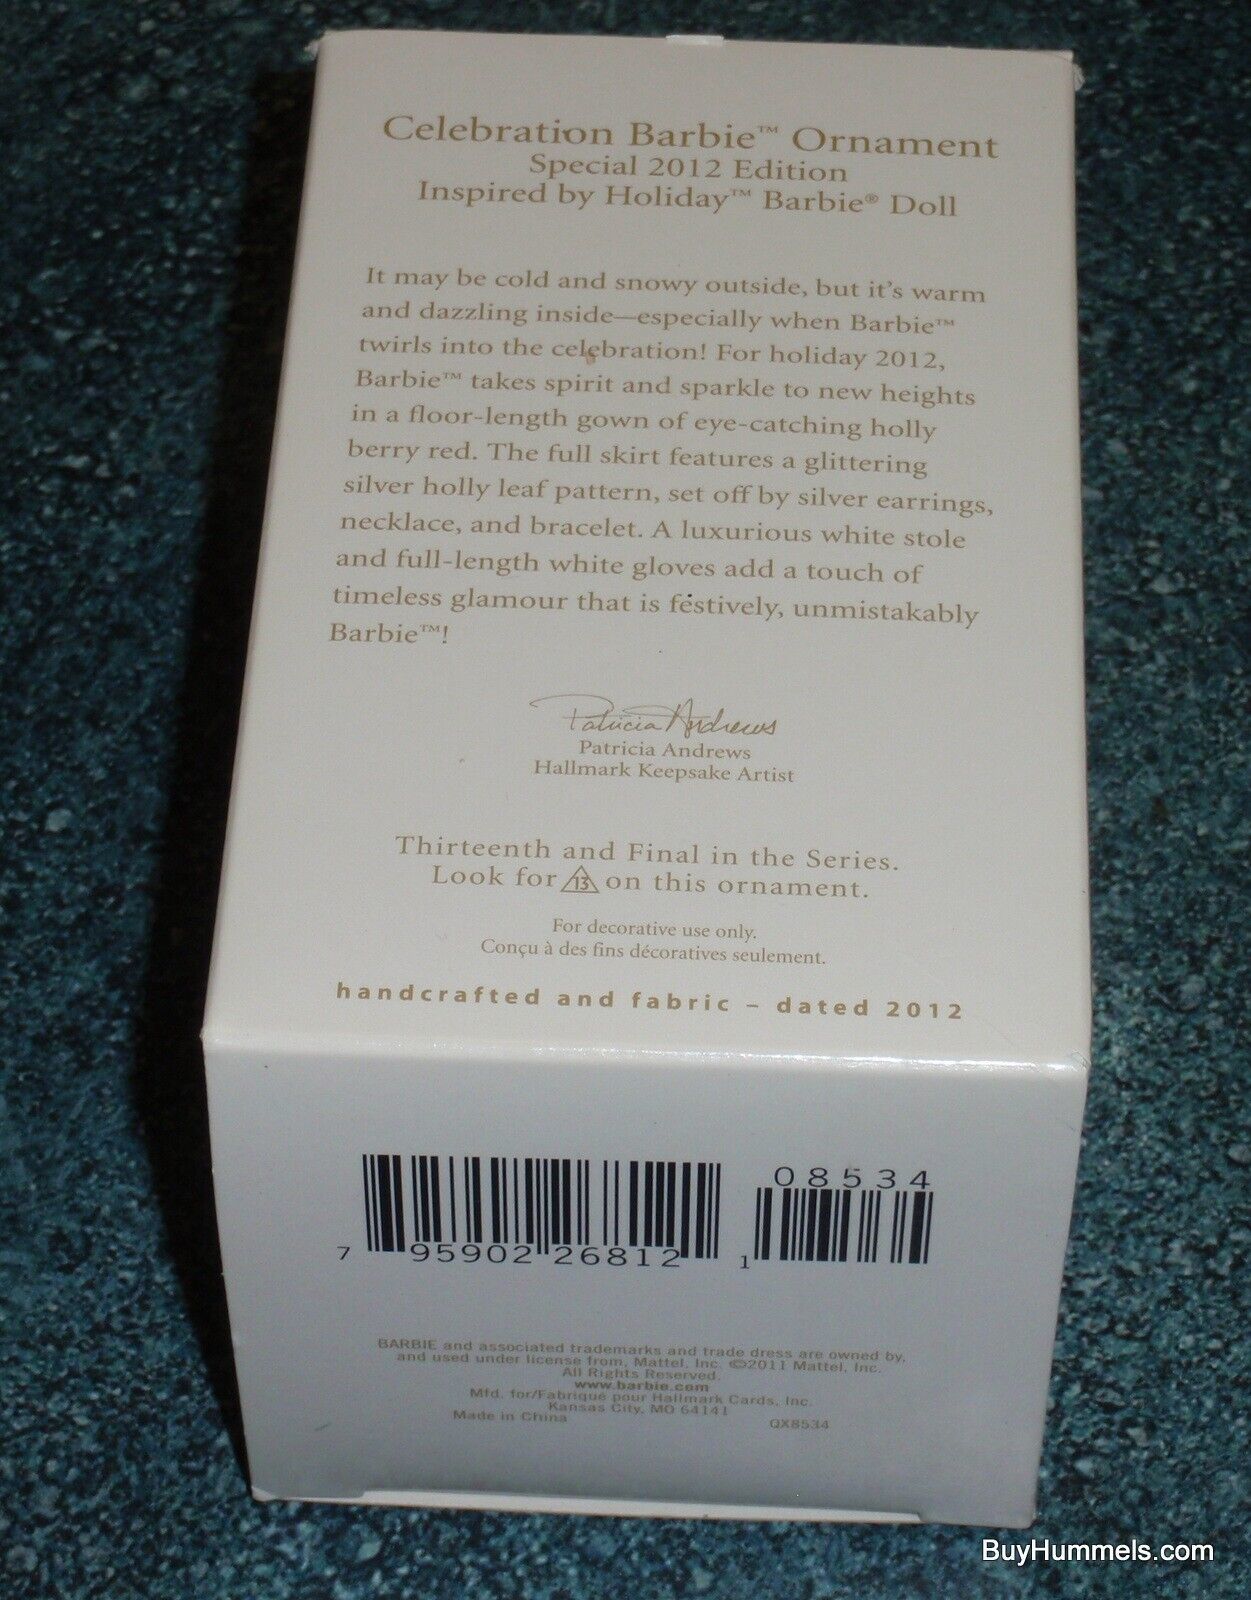 Celebration Barbie™ Ornament
Special 2012 Edition
Inspired by Holiday™ Barbie® Doll
It may be cold and snowy outside, but it's warm
and dazzling inside—especially when Barbie™
twirls into the celebration! For holiday 2012,
Barbie™ takes spirit and sparkle to new heights
in a floor-length gown of eye-catching holly
berry red. The full skirt features a glittering
silver holly leaf pattern, set off by silver earrings,
necklace, and bracelet. A luxurious white stole
and full-length white gloves add a touch of
timeless glamour that is festively, unmistakably
Barbie™!
Patricia Andrews
Patricia Andrews
Hallmark Keepsake Artist
Thirteenth and Final in the Series.
Look for 13 on this ornament.
For decorative use only.
Conçu à des fins décoratives seulement.
handcrafted and fabric – dated 2012
08534
7 95902 26812 1
BARBIE and associated trademarks and trade dress are owned by,
and used under license from, Mattel, Inc. ©2011 Mattel, Inc.
All Rights Reserved.
www.barbie.com
Mfd. for/Fabriqué pour Hallmark Cards, Inc.
Kansas City, MO 64141
Made in China QX8534
BuyHummels.com